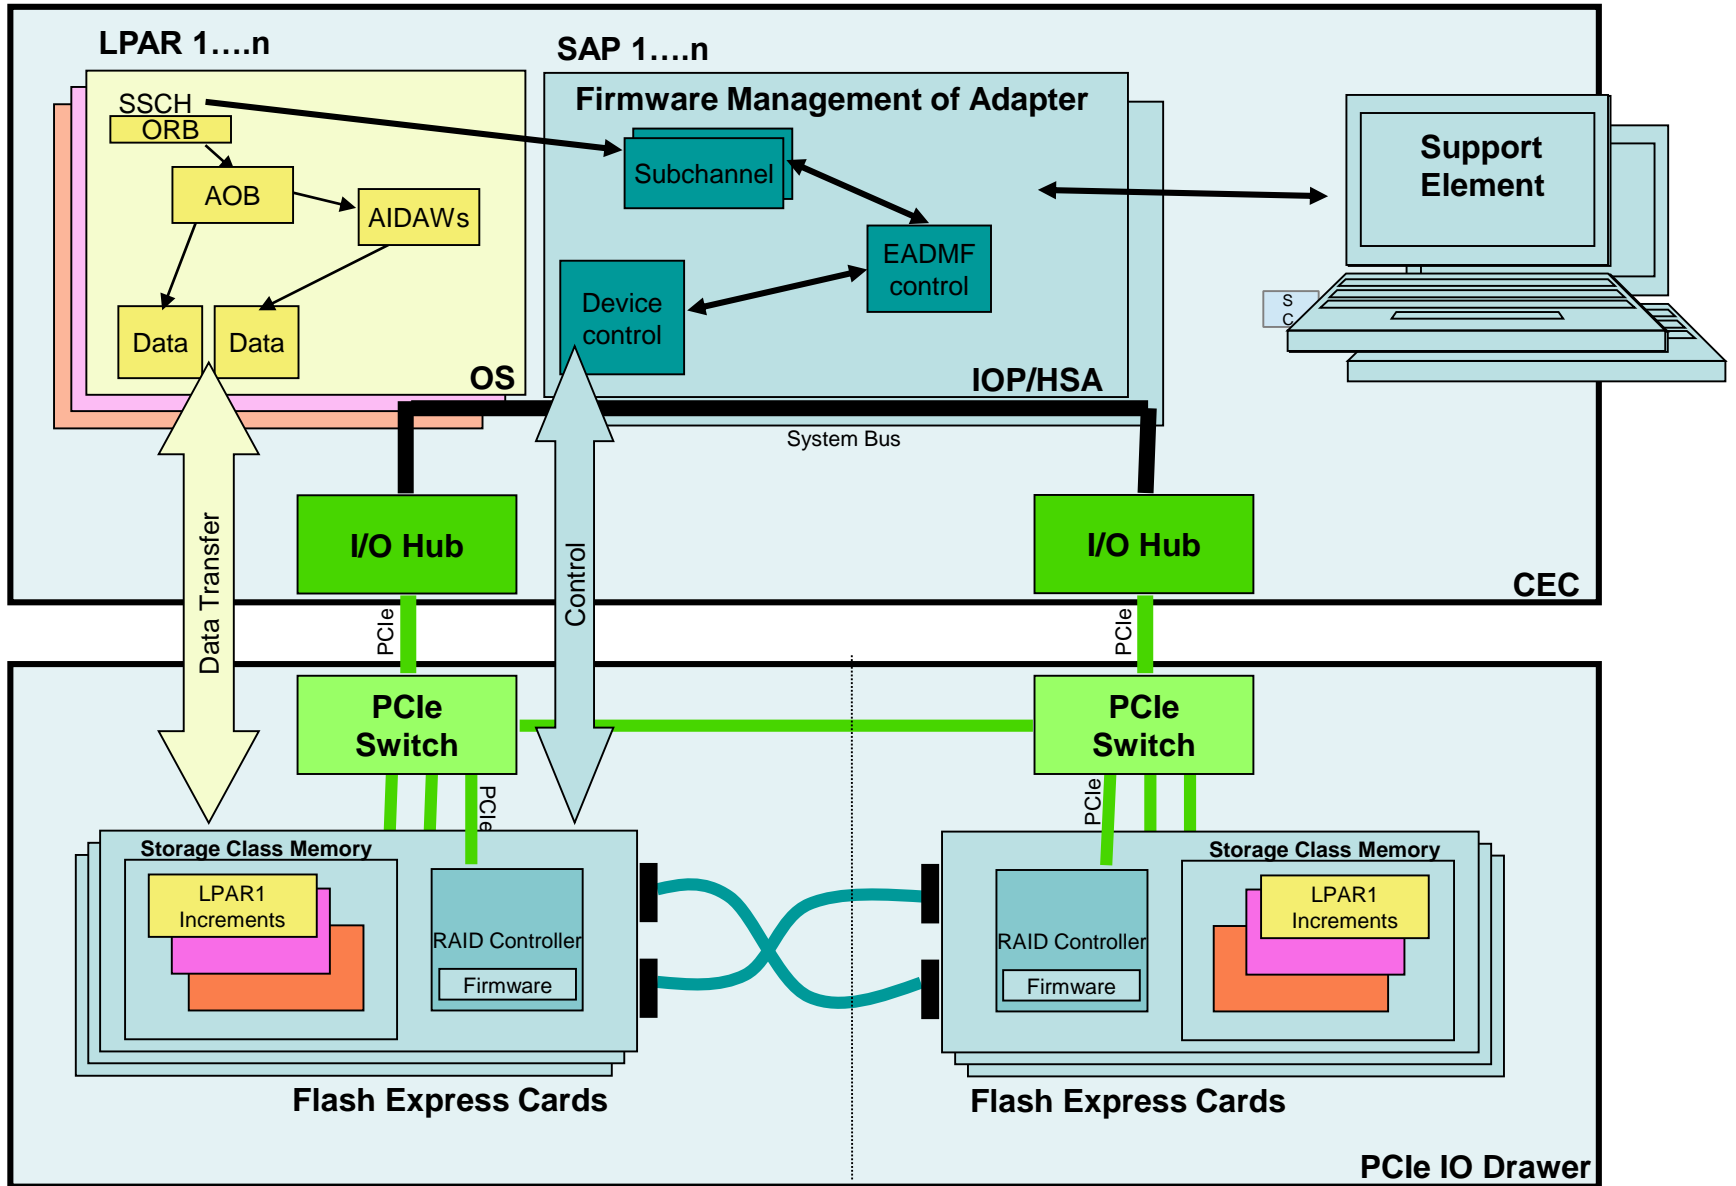 LPAR 1….n
SAP 1….n
SSCH
ORB
AOB
AIDAWs
Data
Data
OS
Firmware Management of Adapter
Subchannel
EADMF
control
Device
control
IOP/HSA
Support
Element
S
C
System Bus
I/O Hub
I/O Hub
CEC
Data Transfer
Control
PCIe
PCIe
PCIe
Switch
PCIe
Switch
PCIe
PCIe
Storage Class Memory
LPAR1
Increments
RAID Controller
Firmware
Storage Class Memory
LPAR1
Increments
RAID Controller
Firmware
Flash Express Cards
Flash Express Cards
PCIe IO Drawer